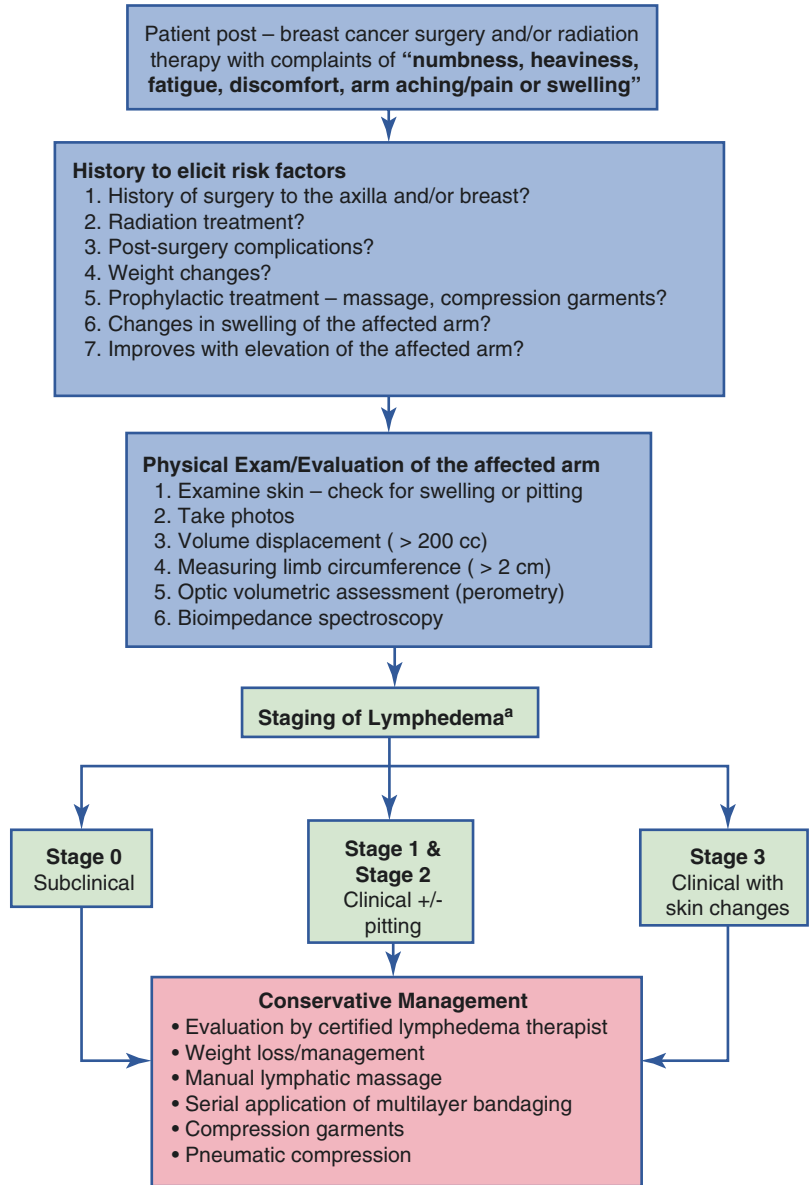 Patient post – breast cancer surgery and/or radiation
therapy with complaints of “numbness, heaviness,
fatigue, discomfort, arm aching/pain or swelling”
History to elicit risk factors
1. History of surgery to the axilla and/or breast?
2. Radiation treatment?
3. Post-surgery complications?
4. Weight changes?
5. Prophylactic treatment – massage, compression garments?
6. Changes in swelling of the affected arm?
7. Improves with elevation of the affected arm?
Physical Exam/Evaluation of the affected arm
1. Examine skin – check for swelling or pitting
2. Take photos
3. Volume displacement ( > 200 cc)
4. Measuring limb circumference ( > 2 cm)
5. Optic volumetric assessment (perometry)
6. Bioimpedance spectroscopy
Staging of Lymphedemaᵃ
Stage 0
Subclinical
Stage 1 &
Stage 2
Clinical +/-
pitting
Stage 3
Clinical with
skin changes
Conservative Management
• Evaluation by certified lymphedema therapist
• Weight loss/management
• Manual lymphatic massage
• Serial application of multilayer bandaging
• Compression garments
• Pneumatic compression